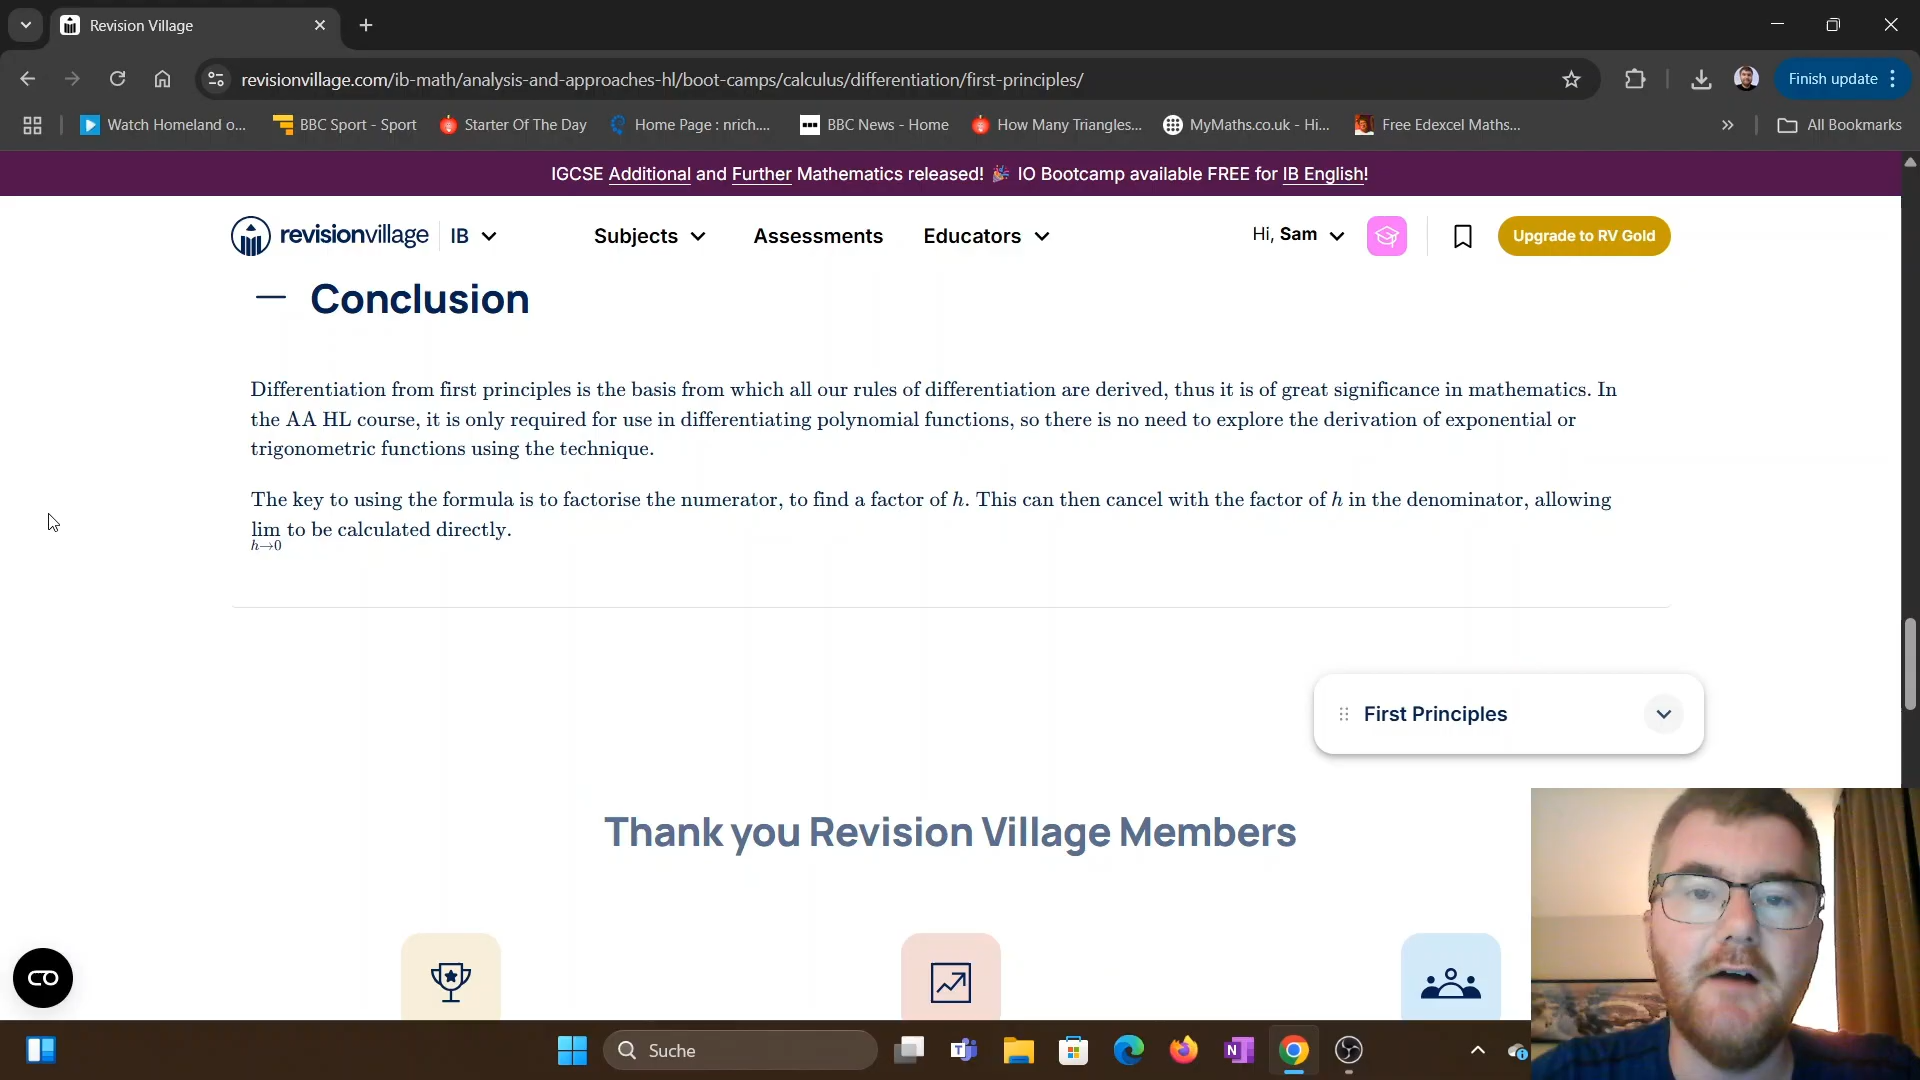 Revision Village
revisionvillage.com/ib-math/analysis-and-approaches-hl/boot-camps/calculus/differentiation/first-principles/
Finish update
Watch Homeland o... BBC Sport - Sport Starter Of The Day Home Page : nrich.... BBC News - Home How Many Triangles... MyMaths.co.uk - Hi... Free Edexcel Maths... » All Bookmarks
IGCSE Additional and Further Mathematics released! 🎉 IO Bootcamp available FREE for IB English!
revisionvillage IB Subjects Assessments Educators Hi, Sam Upgrade to RV Gold
— Conclusion
Differentiation from first principles is the basis from which all our rules of differentiation are derived, thus it is of great significance in mathematics. In
the AA HL course, it is only required for use in differentiating polynomial functions, so there is no need to explore the derivation of exponential or
trigonometric functions using the technique.
The key to using the formula is to factorise the numerator, to find a factor of h. This can then cancel with the factor of h in the denominator, allowing
lim to be calculated directly.
h→0
First Principles
Thank you Revision Village Members
Suche